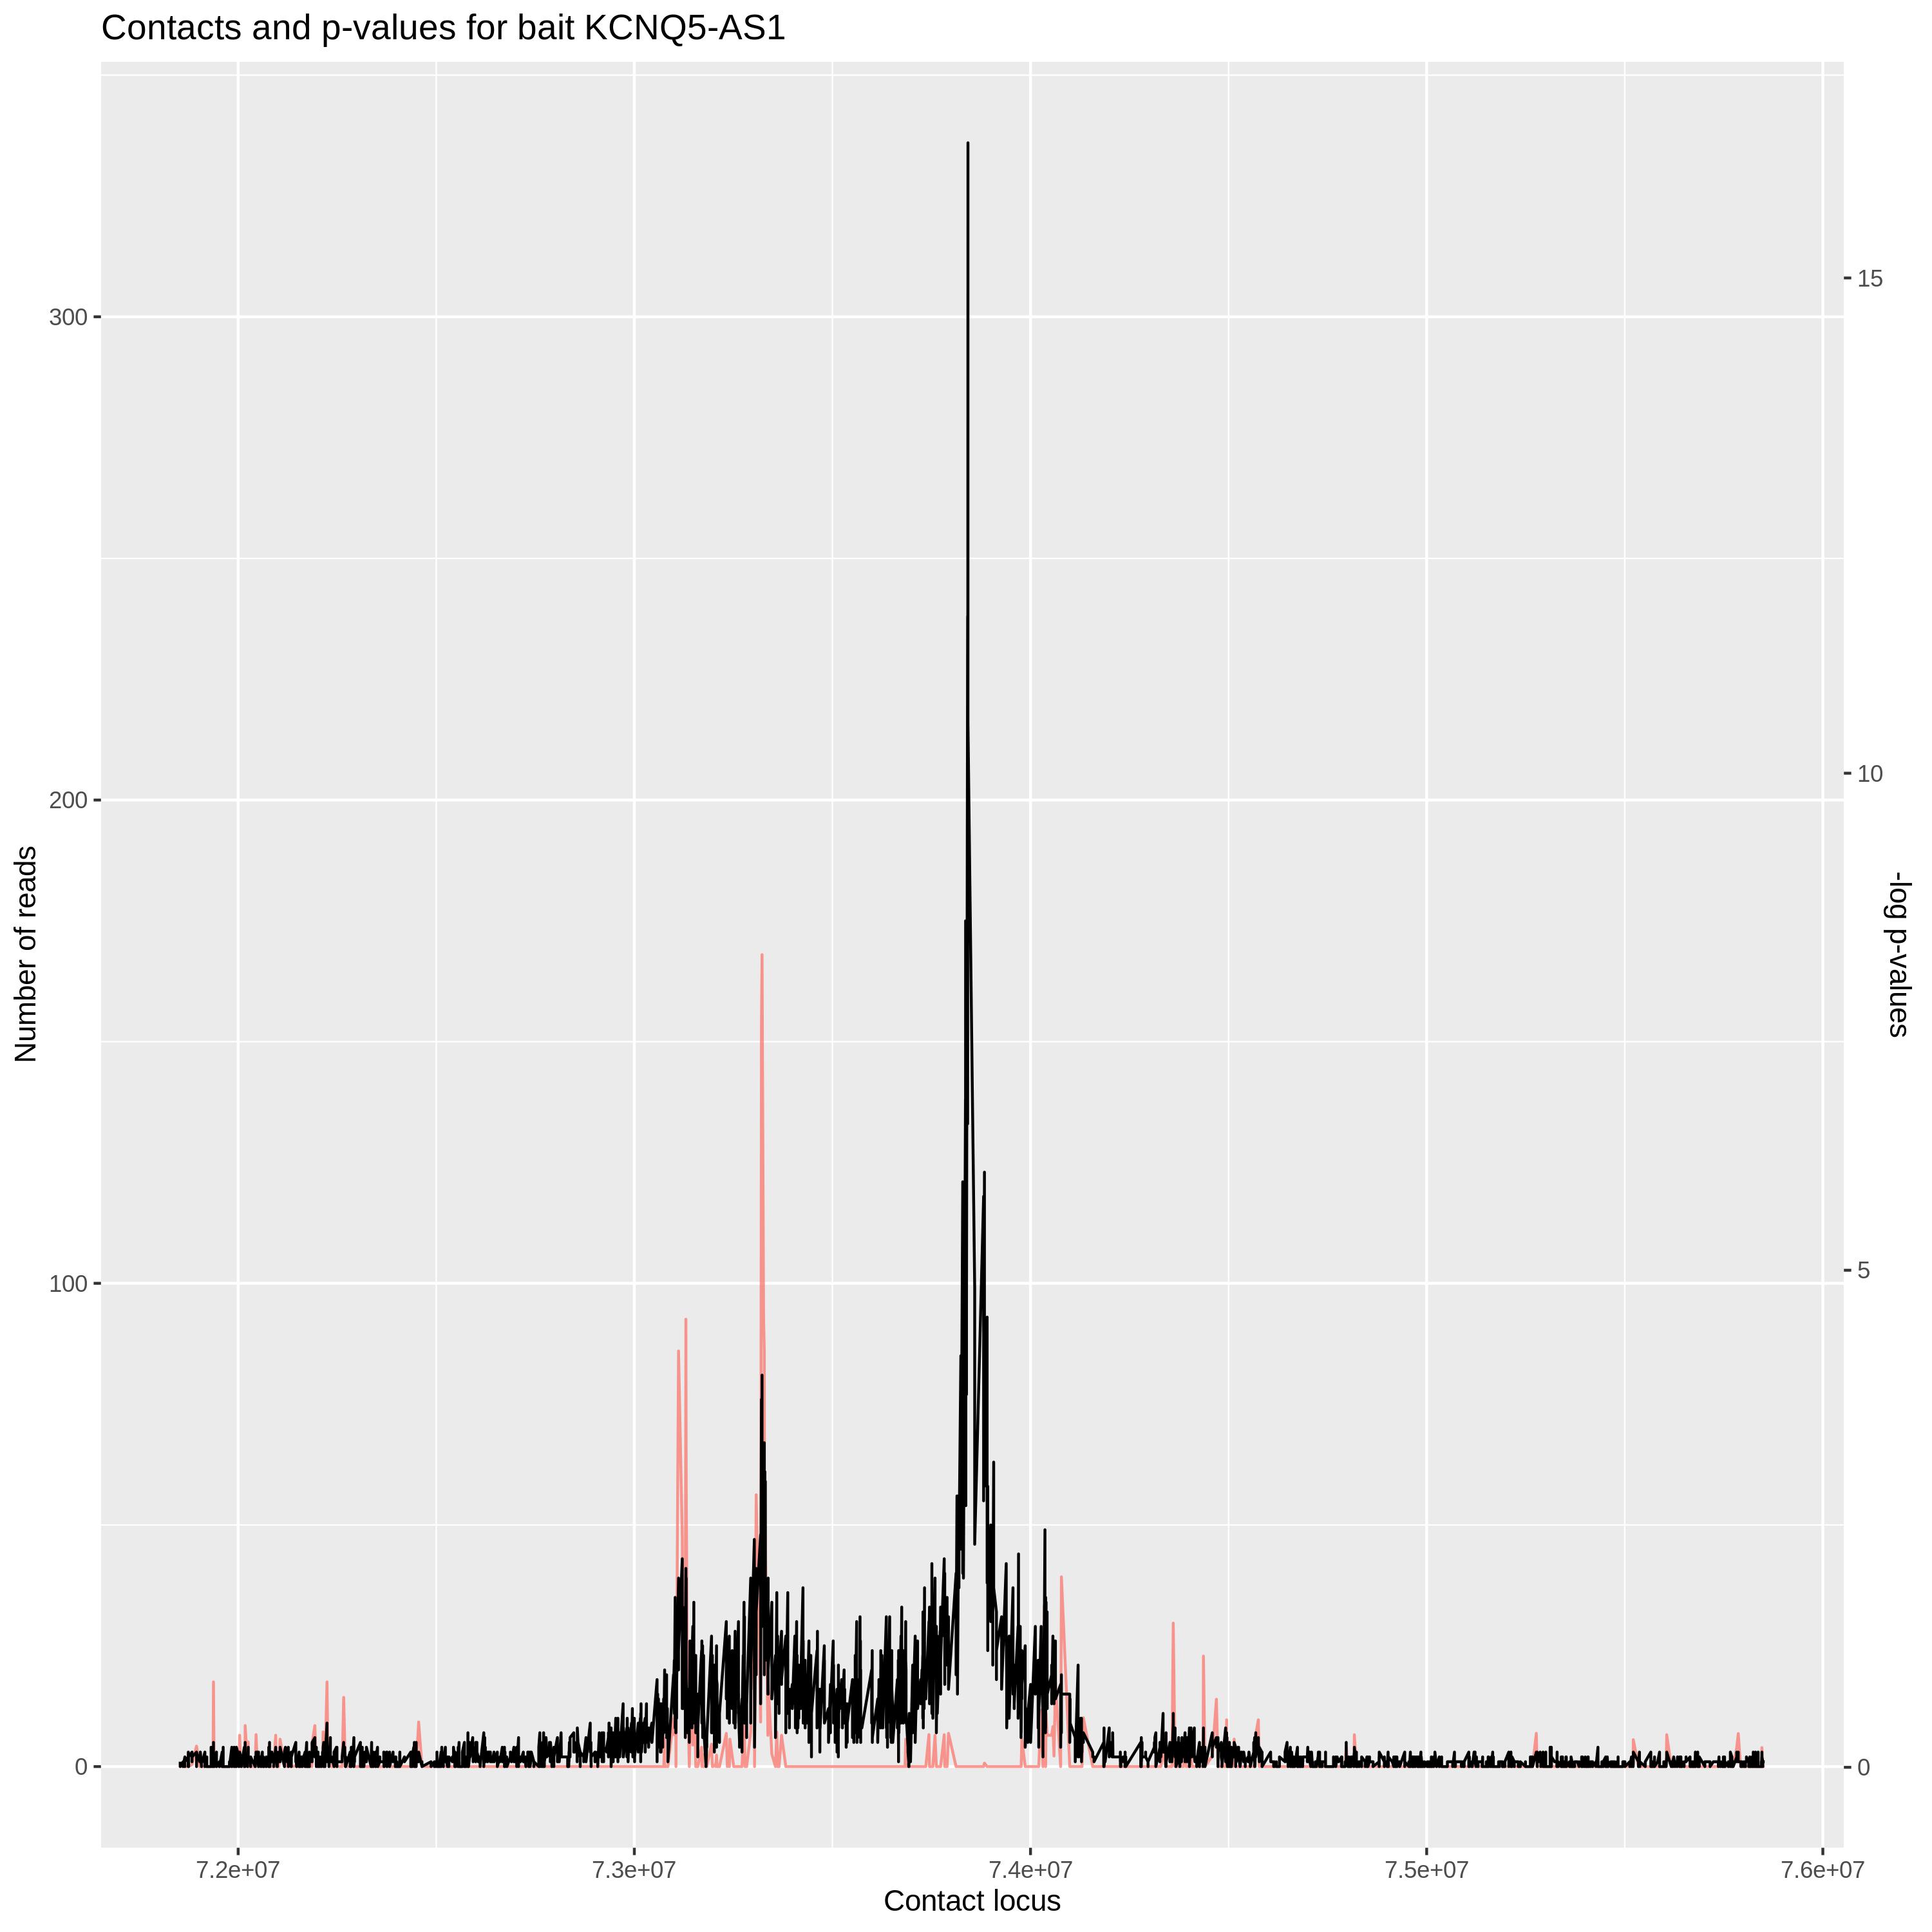 Contacts and p-values for bait KCNQ5-AS1
Number of reads
300
200
100
0
15
10
5
0
-log p-values
7.2e+07
7.3e+07
7.4e+07
7.5e+07
7.6e+07
Contact locus